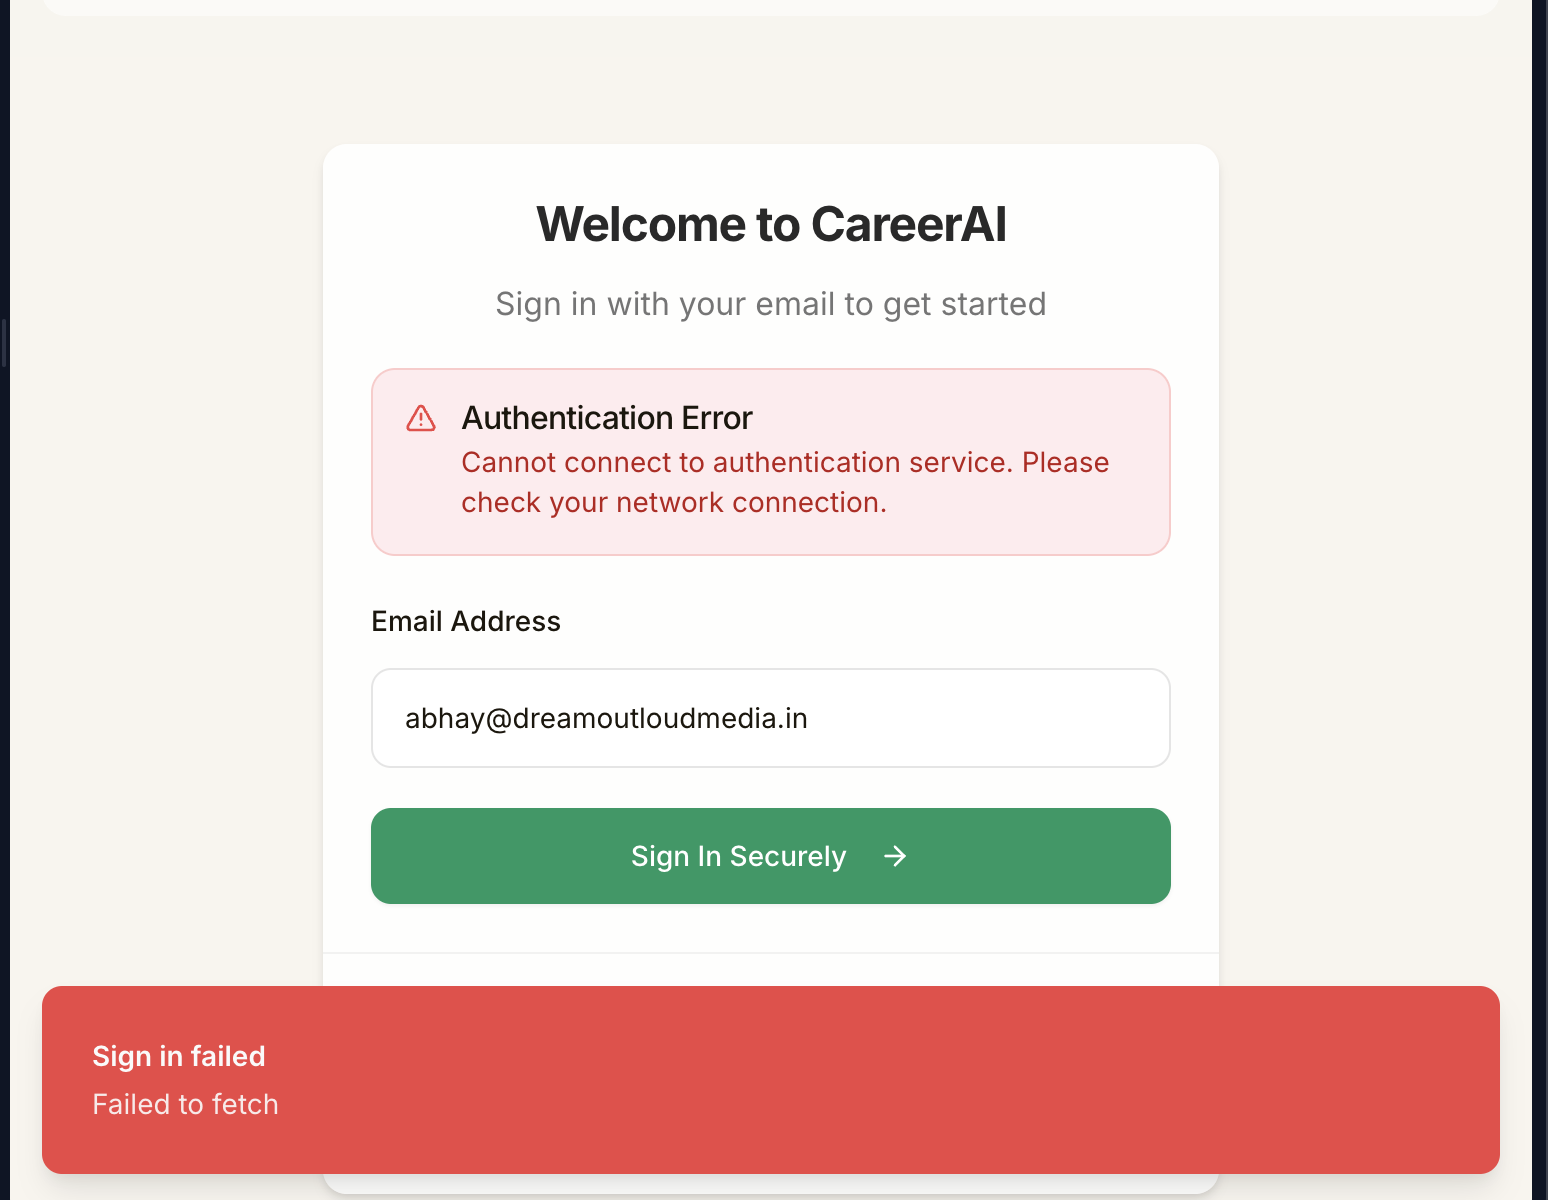 Welcome to CareerAI
Sign in with your email to get started
Authentication Error
Cannot connect to authentication service. Please
check your network connection.
Email Address
abhay@dreamoutloudmedia.in
Sign In Securely →
Sign in failed
Failed to fetch